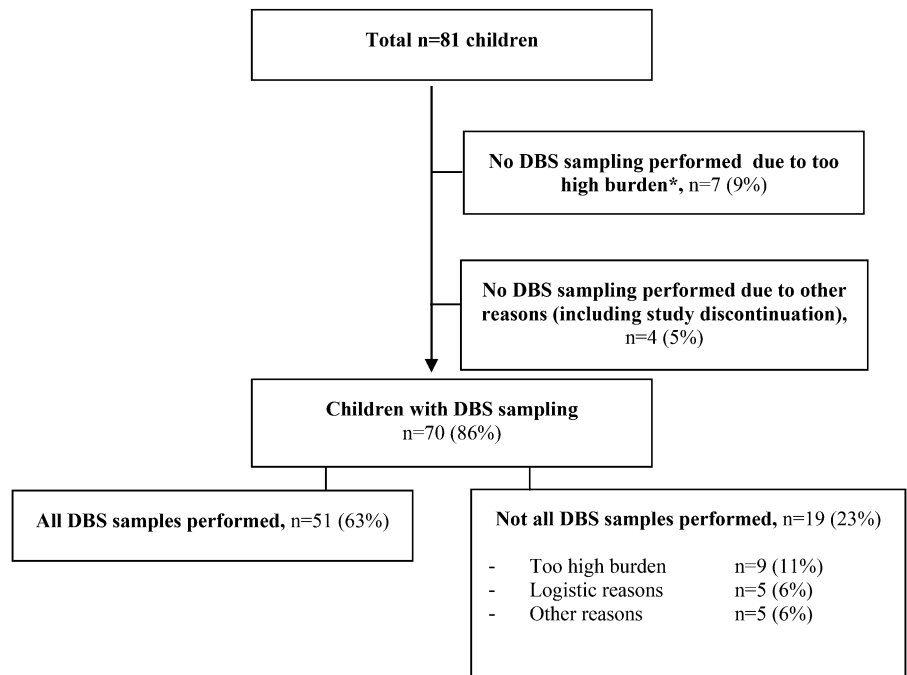 Total n=81 children
No DBS sampling performed due to too
high burden*, n=7 (9%)
No DBS sampling performed due to other
reasons (including study discontinuation),
n=4 (5%)
Children with DBS sampling
n=70 (86%)
All DBS samples performed, n=51 (63%)
Not all DBS samples performed, n=19 (23%)
- Too high burden n=9 (11%)
- Logistic reasons n=5 (6%)
- Other reasons n=5 (6%)